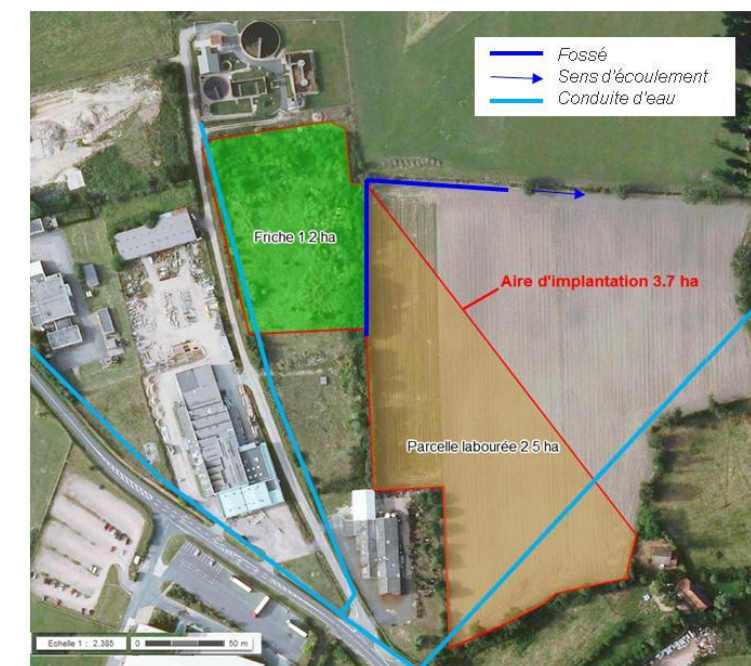 Fossé
Sens d'écoulement
Conduite d'eau
Friche 1.2 ha
Aire d'implantation 3.7 ha
Parcelle labourée 2.5 ha
Echelle 1 : 2.385 0 50 m